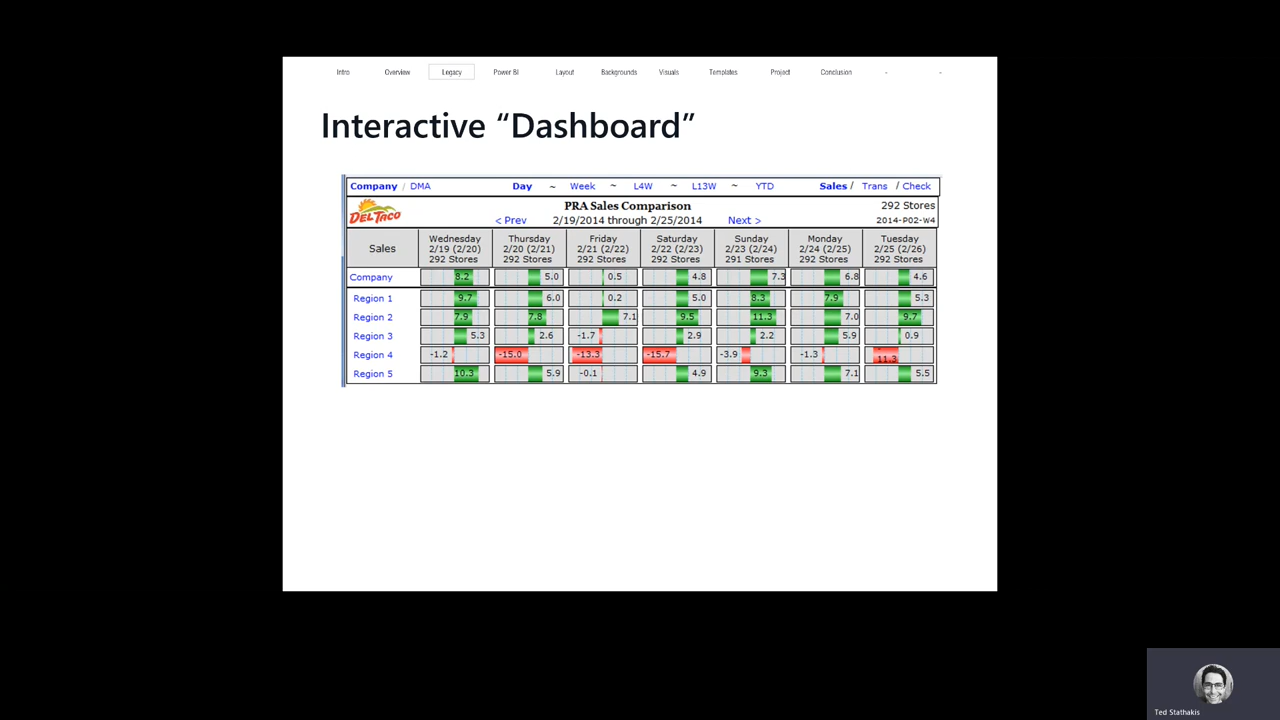 Intro Overview Legacy Power BI Layout Backgrounds Visuals Templates Project Conclusion - -
Interactive “Dashboard”
Company / DMA Day ~ Week ~ L4W ~ L13W ~ YTD Sales / Trans / Check
DEL TACO
PRA Sales Comparison 292 Stores
< Prev 2/19/2014 through 2/25/2014 Next > 2014-P02-W4
Sales
Wednesday Thursday Friday Saturday Sunday Monday Tuesday
2/19 (2/20) 2/20 (2/21) 2/21 (2/22) 2/22 (2/23) 2/23 (2/24) 2/24 (2/25) 2/25 (2/26)
292 Stores 292 Stores 292 Stores 292 Stores 291 Stores 292 Stores 292 Stores
Company 8.2 5.0 0.5 4.8 7.3 6.8 4.6
Region 1 9.7 6.0 0.2 5.0 8.3 7.9 5.3
Region 2 7.9 7.8 7.1 9.5 11.3 7.0 9.7
Region 3 5.3 2.6 -1.7 2.9 2.2 5.9 0.9
Region 4 -1.2 -15.0 -13.3 -15.7 -3.9 -1.3 -11.3
Region 5 10.3 5.9 -0.1 4.9 9.3 7.1 5.5
Ted Stathakis